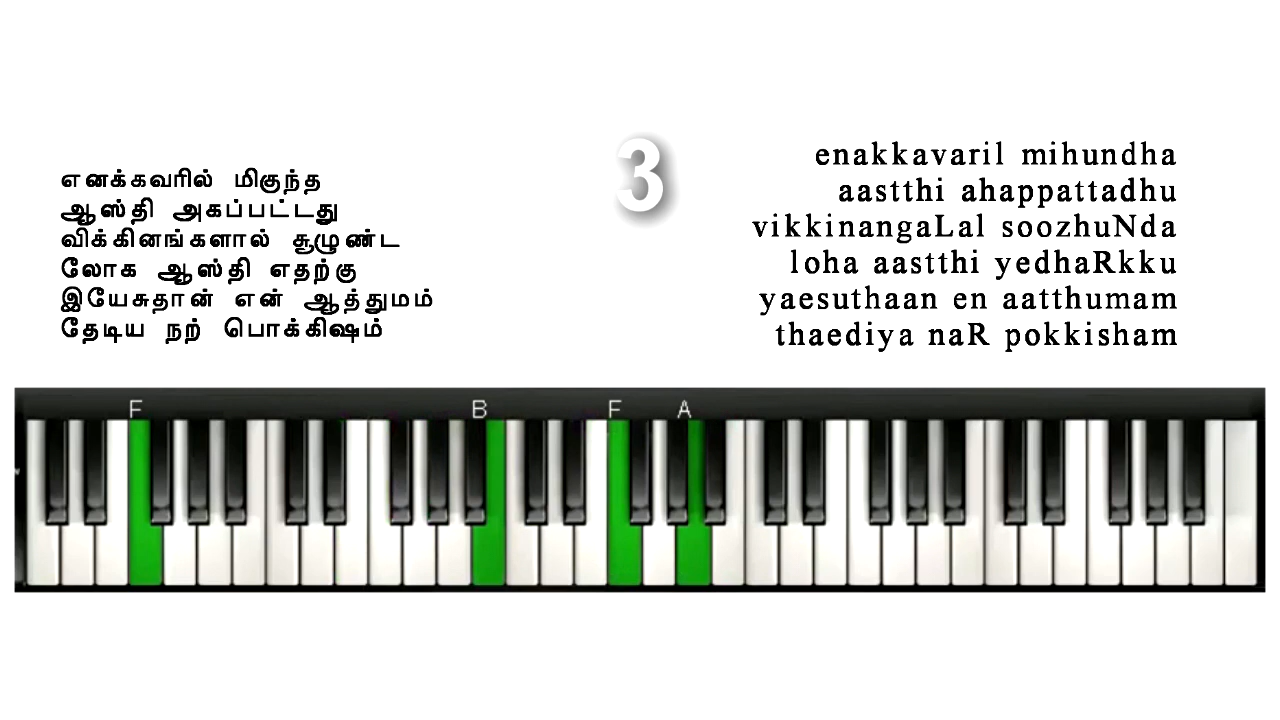 எனக்கவரில் மிகுந்த
ஆஸ்தி அகப்பட்டது
விக்கினங்களால் சூழுண்ட
லோக ஆஸ்தி எதற்கு
இயேசுதான் என் ஆத்துமம்
தேடிய நற் பொக்கிஷம்
3
enakkavaril mihundha
aastthi ahappattadhu
vikkinangaLal soozhuNda
loha aastthi yedhaRkku
yaesuthaan en aatthumam
thaediya naR pokkisham
F B F A